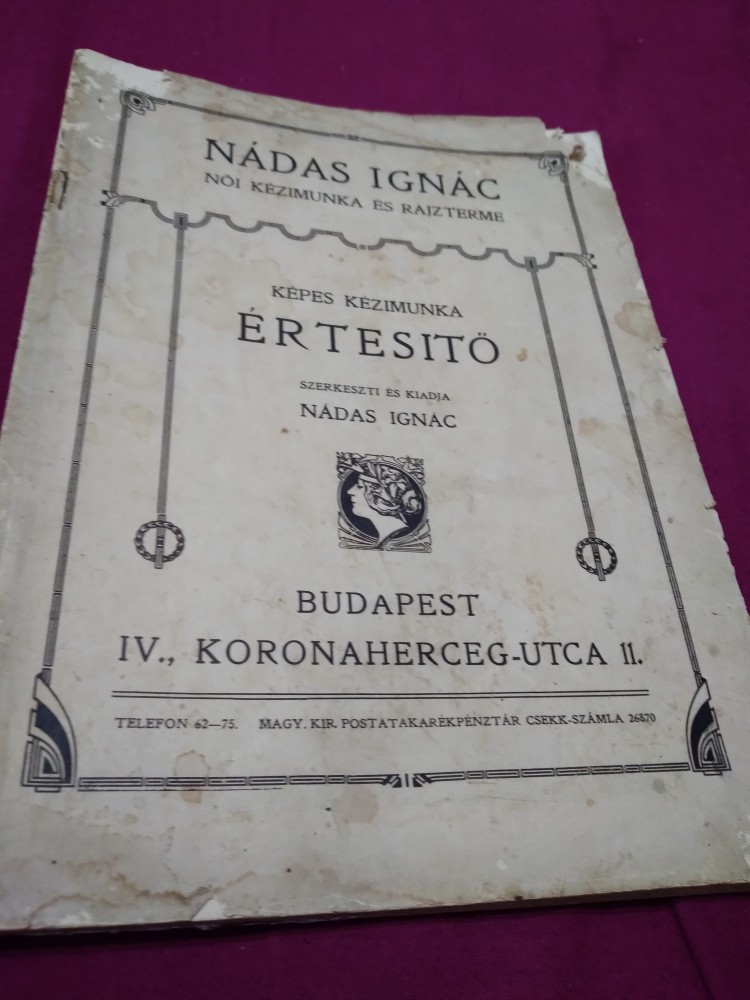 NÁDAS IGNÁC
NŐI KÉZIMUNKA ÉS RAJZTERME
KÉPES KÉZIMUNKA
ÉRTESITŐ
SZERKESZTI ÉS KIADJA
NÁDAS IGNÁC
BUDAPEST
IV., KORONAHERCEG-UTCA 11.
TELEFON 62—75. MAGY. KIR. POSTATAKARÉKPÉNZTÁR CSEKK-SZÁMLA 26870